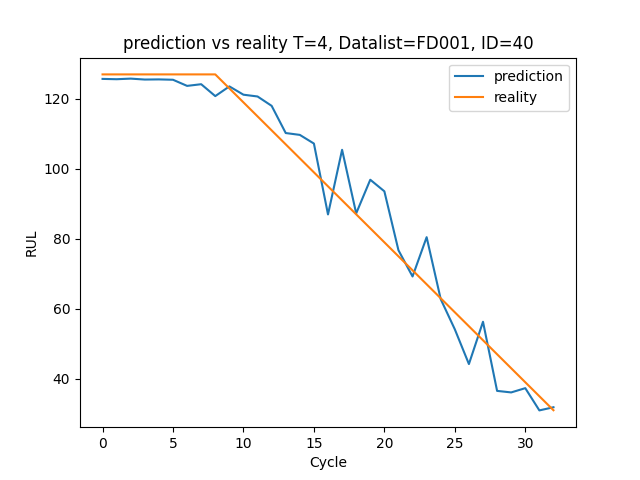 prediction vs reality T=4, Datalist=FD001, ID=40
prediction
reality
120
100
80
60
40
RUL
0 5 10 15 20 25 30
Cycle